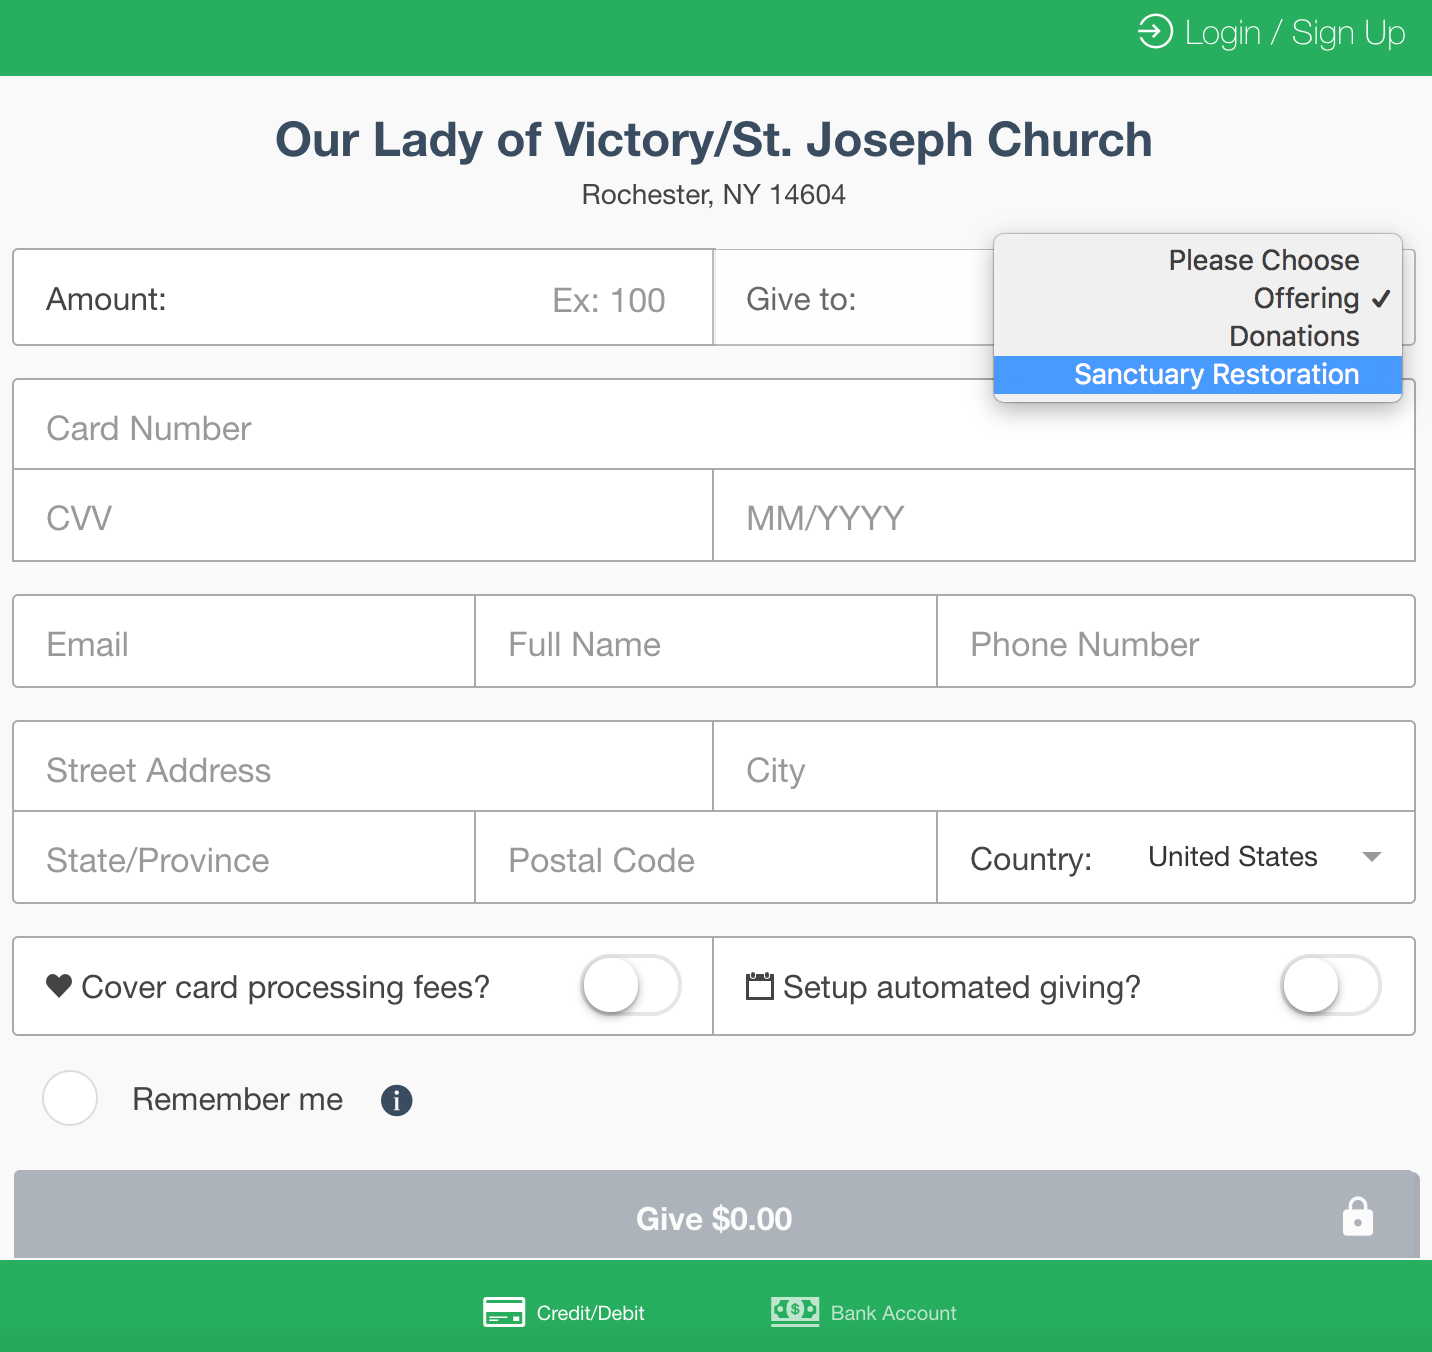 Login / Sign Up
Our Lady of Victory/St. Joseph Church
Rochester, NY 14604
Amount: Ex: 100 Give to:
Please Choose
Offering ✓
Donations
Sanctuary Restoration
Card Number
CVV MM/YYYY
Email Full Name Phone Number
Street Address City
State/Province Postal Code Country: United States
Cover card processing fees? Setup automated giving?
Remember me i
Give $0.00
Credit/Debit $ Bank Account